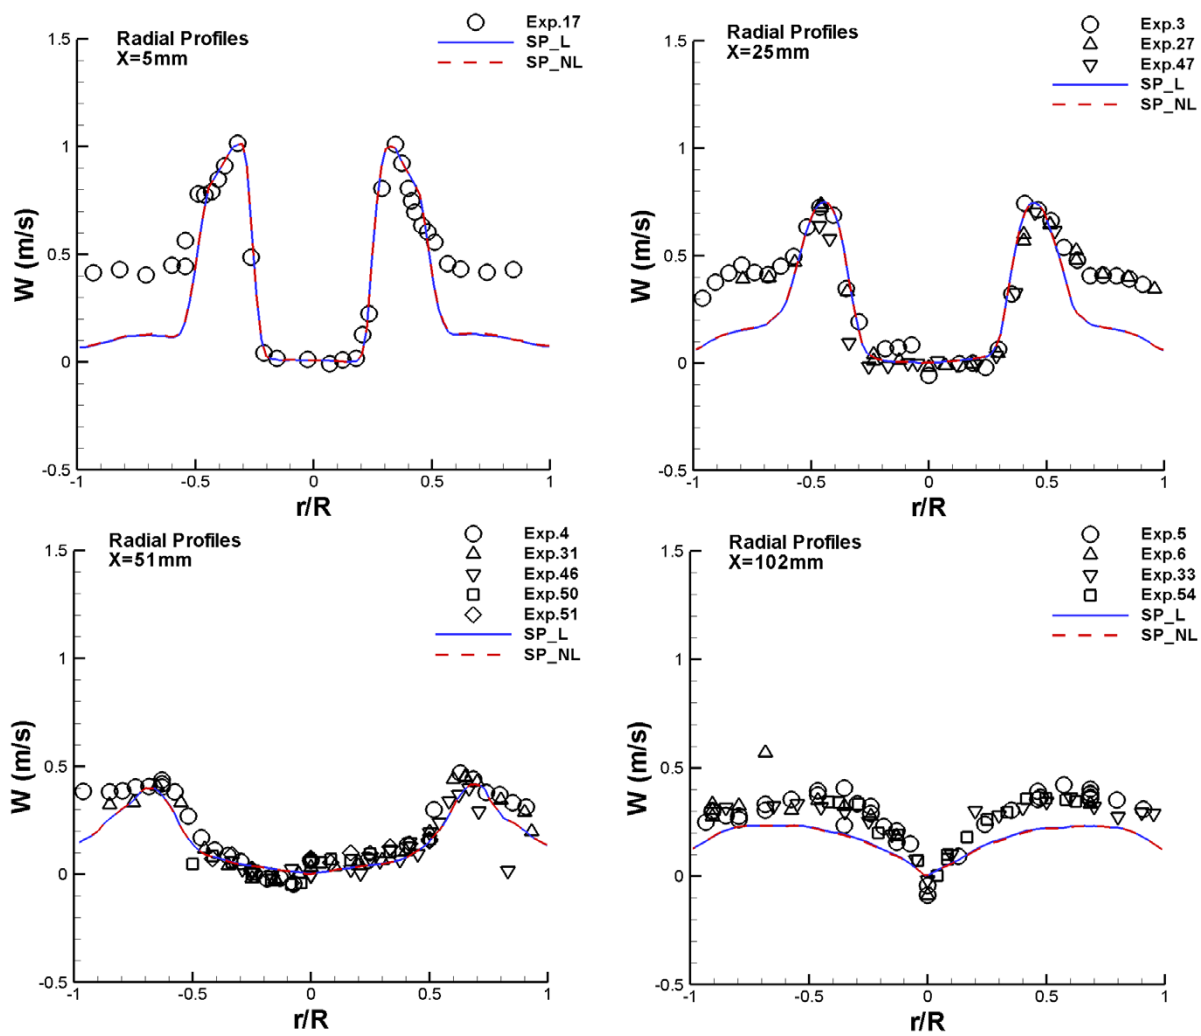 Radial Profiles
X=5mm
Exp.17
SP_L
SP_NL
1.5
1
0.5
0
-0.5
W (m/s)
-1
-0.5
0
0.5
1
r/R
Radial Profiles
X=25mm
Exp.3
Exp.27
Exp.47
SP_L
SP_NL
1.5
1
0.5
0
-0.5
W (m/s)
-1
-0.5
0
0.5
1
r/R
Radial Profiles
X=51mm
Exp.4
Exp.31
Exp.46
Exp.50
Exp.51
SP_L
SP_NL
1.5
1
0.5
0
-0.5
W (m/s)
-1
-0.5
0
0.5
1
r/R
Radial Profiles
X=102mm
Exp.5
Exp.6
Exp.33
Exp.54
SP_L
SP_NL
1.5
1
0.5
0
-0.5
W (m/s)
-1
-0.5
0
0.5
1
r/R